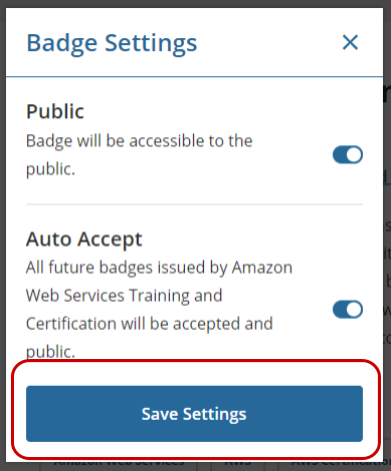 Badge Settings
Public
Badge will be accessible to the
public.
Auto Accept
All future badges issued by Amazon
Web Services Training and
Certification will be accepted and
public.
Save Settings